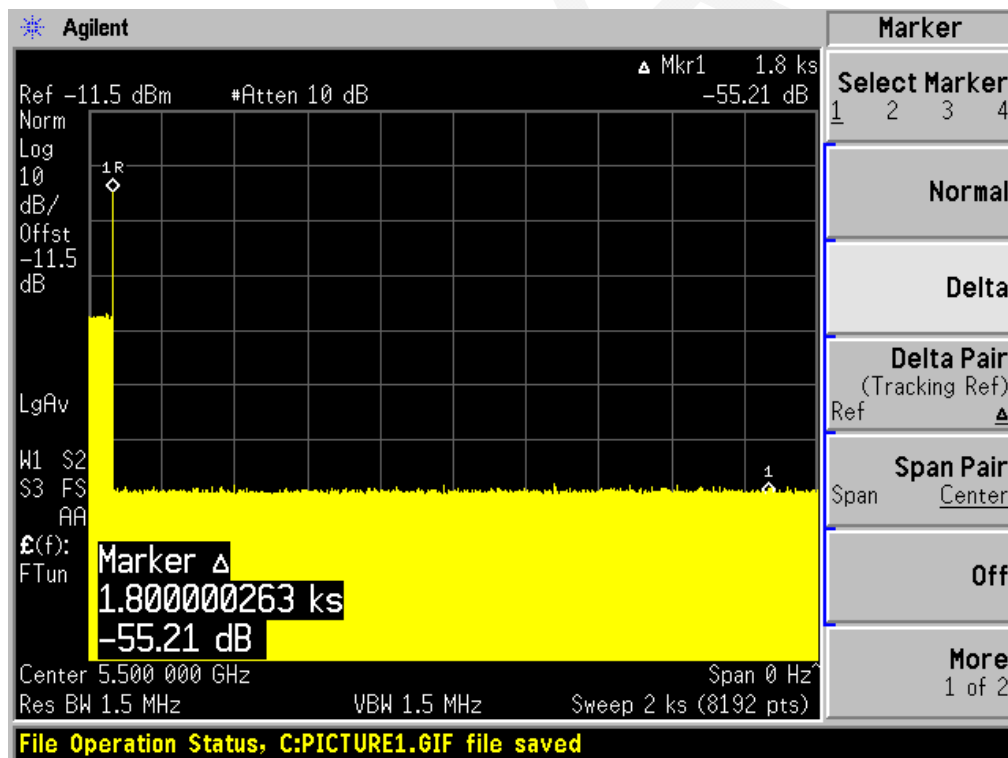 Agilent
Marker
Δ Mkr1 1.8 ks
Ref -11.5 dBm #Atten 10 dB -55.21 dB
Norm
Log
10
dB/
Offst
-11.5
dB
1R
LgAv
W1 S2
S3 FS
AA
£(f):
FTun
1
Marker Δ
1.800000263 ks
-55.21 dB
Center 5.500 000 GHz Span 0 Hz^
Res BW 1.5 MHz VBW 1.5 MHz Sweep 2 ks (8192 pts)
File Operation Status, C:PICTURE1.GIF file saved
Select Marker
1 2 3 4
Normal
Delta
Delta Pair
(Tracking Ref)
Ref Δ
Span Pair
Span Center
Off
More
1 of 2